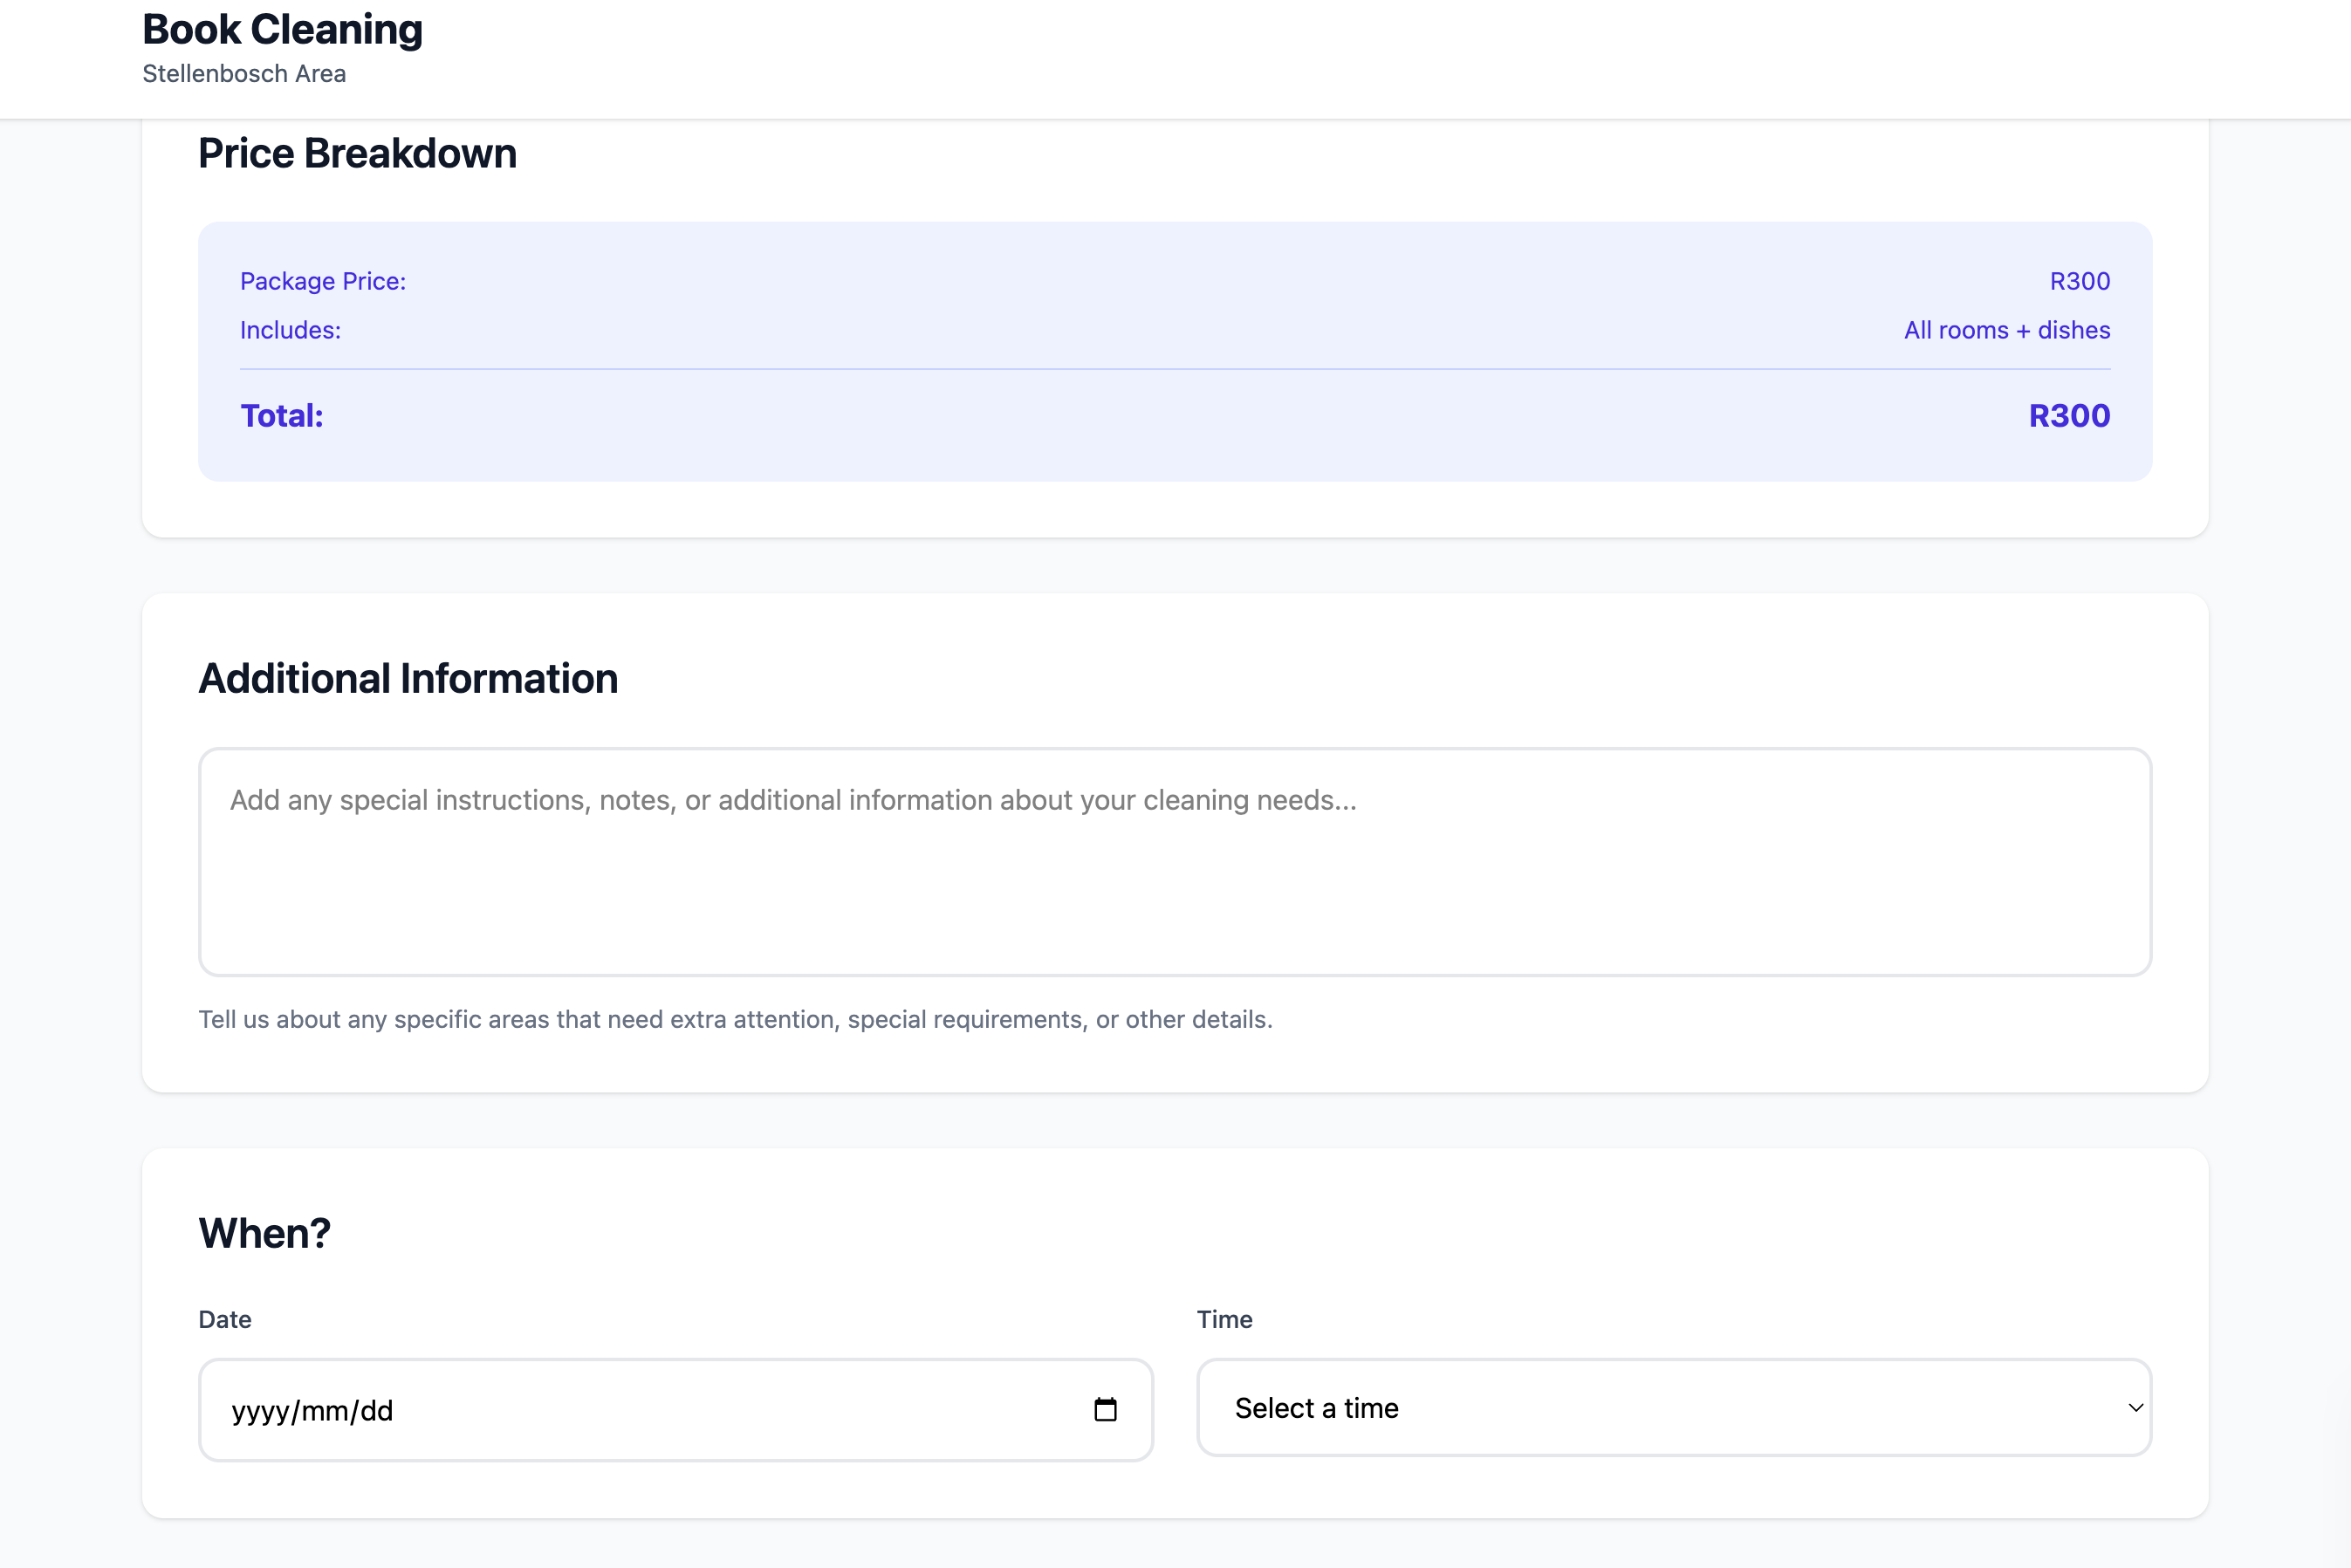 Book Cleaning
Stellenbosch Area
Price Breakdown
Package Price: R300
Includes: All rooms + dishes
Total: R300
Additional Information
Add any special instructions, notes, or additional information about your cleaning needs...
Tell us about any specific areas that need extra attention, special requirements, or other details.
When?
Date Time
yyyy/mm/dd Select a time